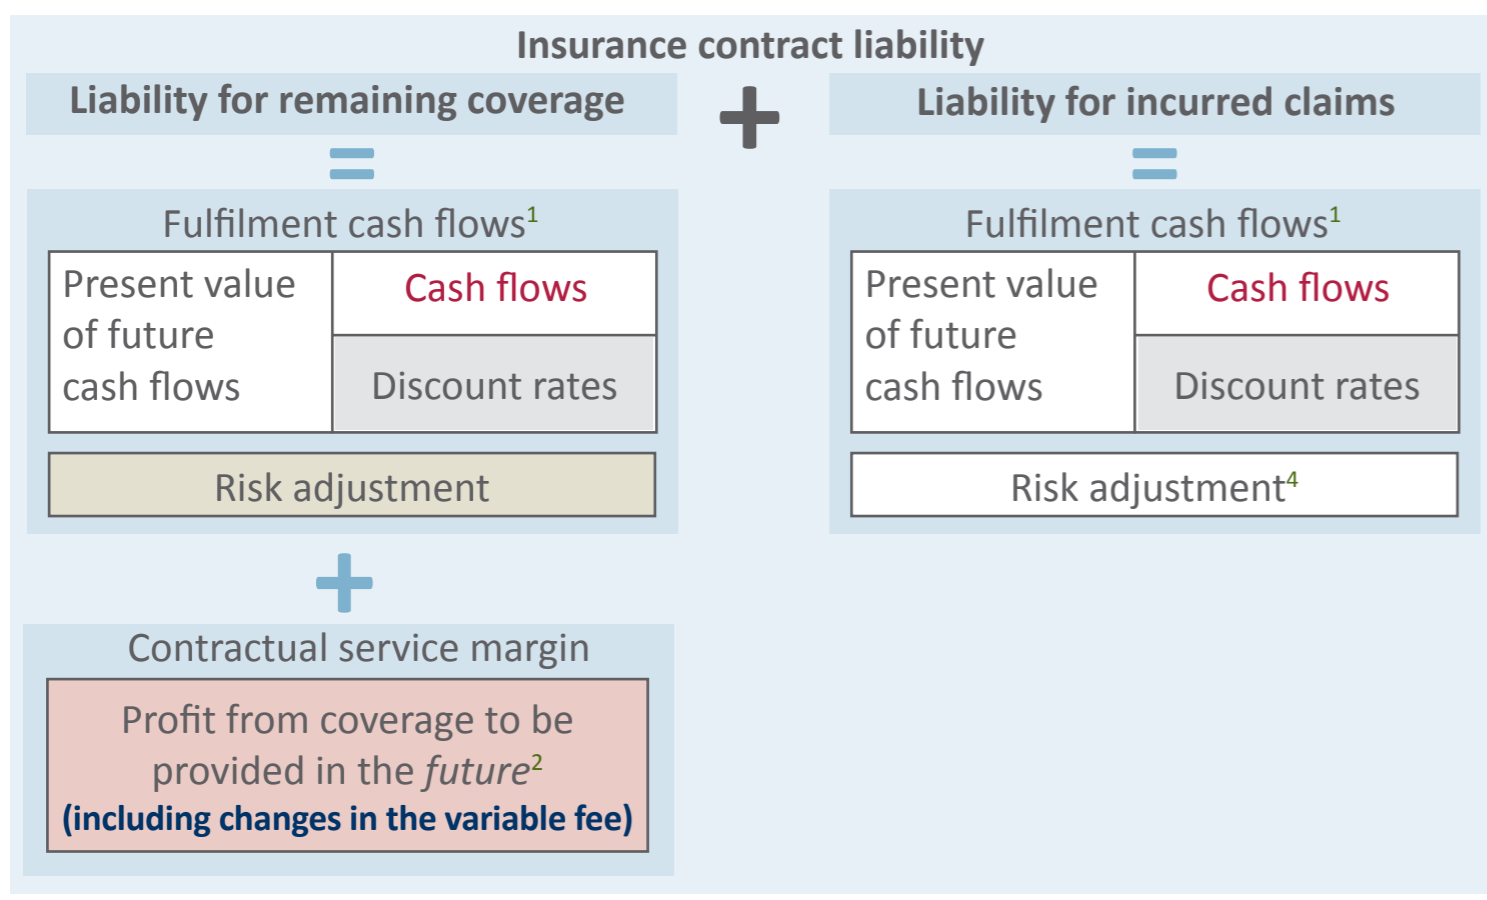 Insurance contract liability
Liability for remaining coverage
+
Liability for incurred claims
=
=
Fulfilment cash flows¹
Present value
of future
cash flows
Cash flows
Discount rates
Risk adjustment
Fulfilment cash flows¹
Present value
of future
cash flows
Cash flows
Discount rates
Risk adjustment⁴
+
Contractual service margin
Profit from coverage to be
provided in the future²
(including changes in the variable fee)